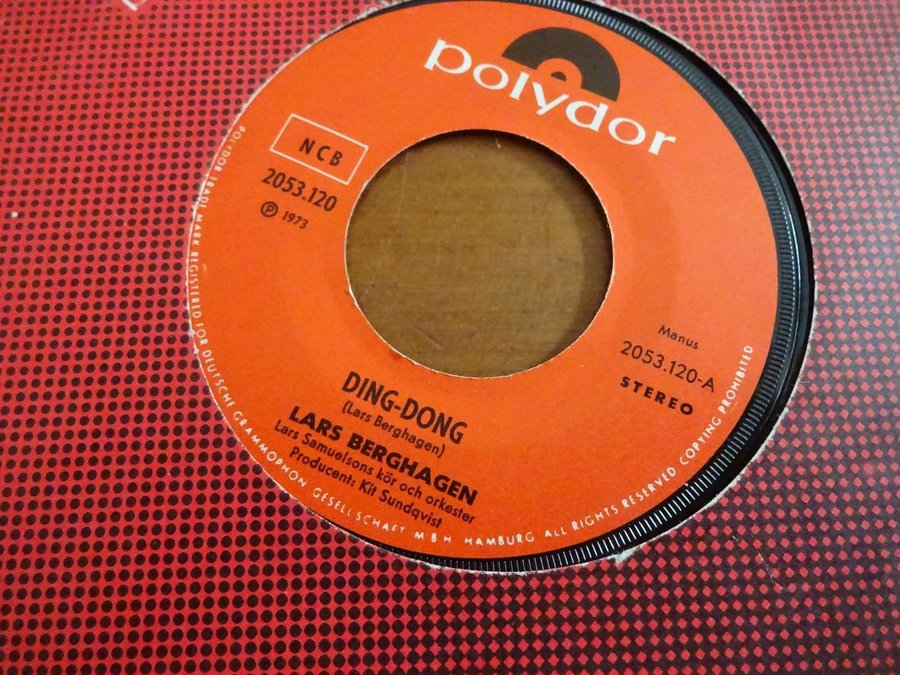 polydor
NCB
2053.120
℗ 1973
Manus
2053.120-A
STEREO
DING-DONG
(Lars Berghagen)
LARS BERGHAGEN
Lars Samuelsons kör och orkester
Producent: Kit Sundqvist
POLYDOR TRADE MARK REGISTERED FOR DEUTSCHE GRAMMOPHON GESELLSCHAFT MBH HAMBURG ALL RIGHTS RESERVED COPYING PROHIBITED